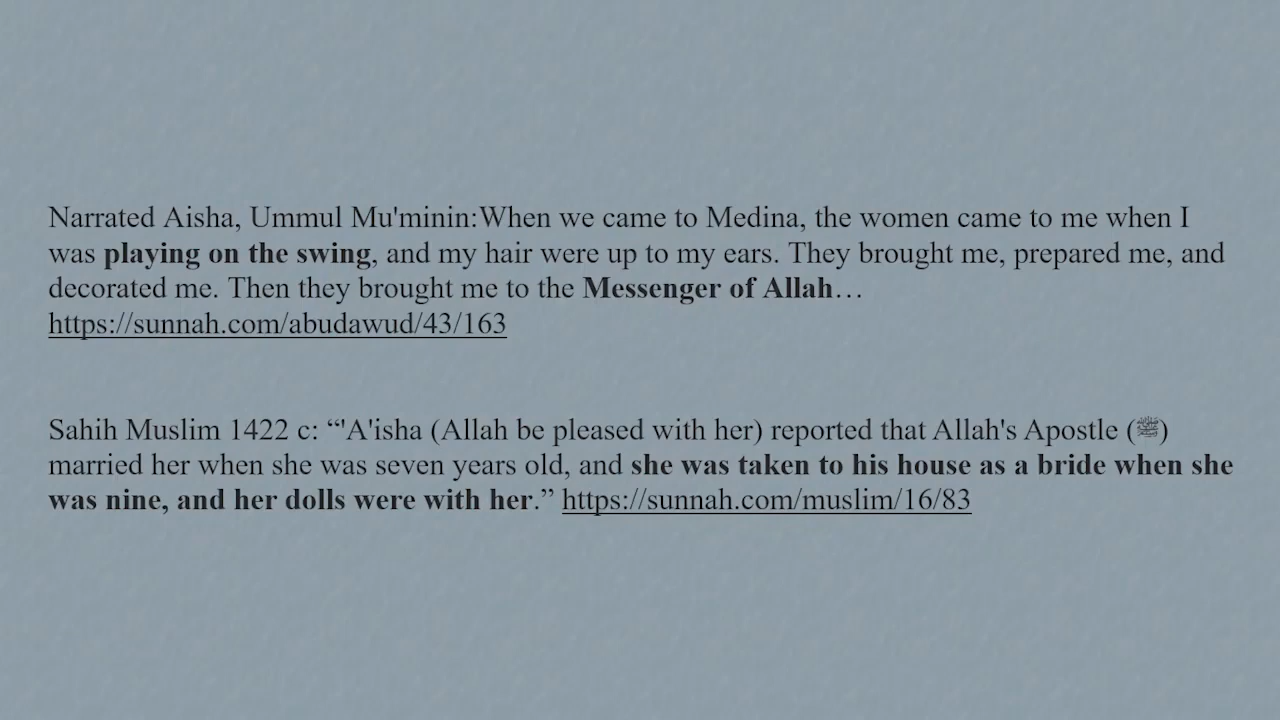 Narrated Aisha, Ummul Mu'minin:When we came to Medina, the women came to me when I
was playing on the swing, and my hair were up to my ears. They brought me, prepared me, and
decorated me. Then they brought me to the Messenger of Allah…
https://sunnah.com/abudawud/43/163
Sahih Muslim 1422 c: “'A'isha (Allah be pleased with her) reported that Allah's Apostle (ﷺ)
married her when she was seven years old, and she was taken to his house as a bride when she
was nine, and her dolls were with her.” https://sunnah.com/muslim/16/83